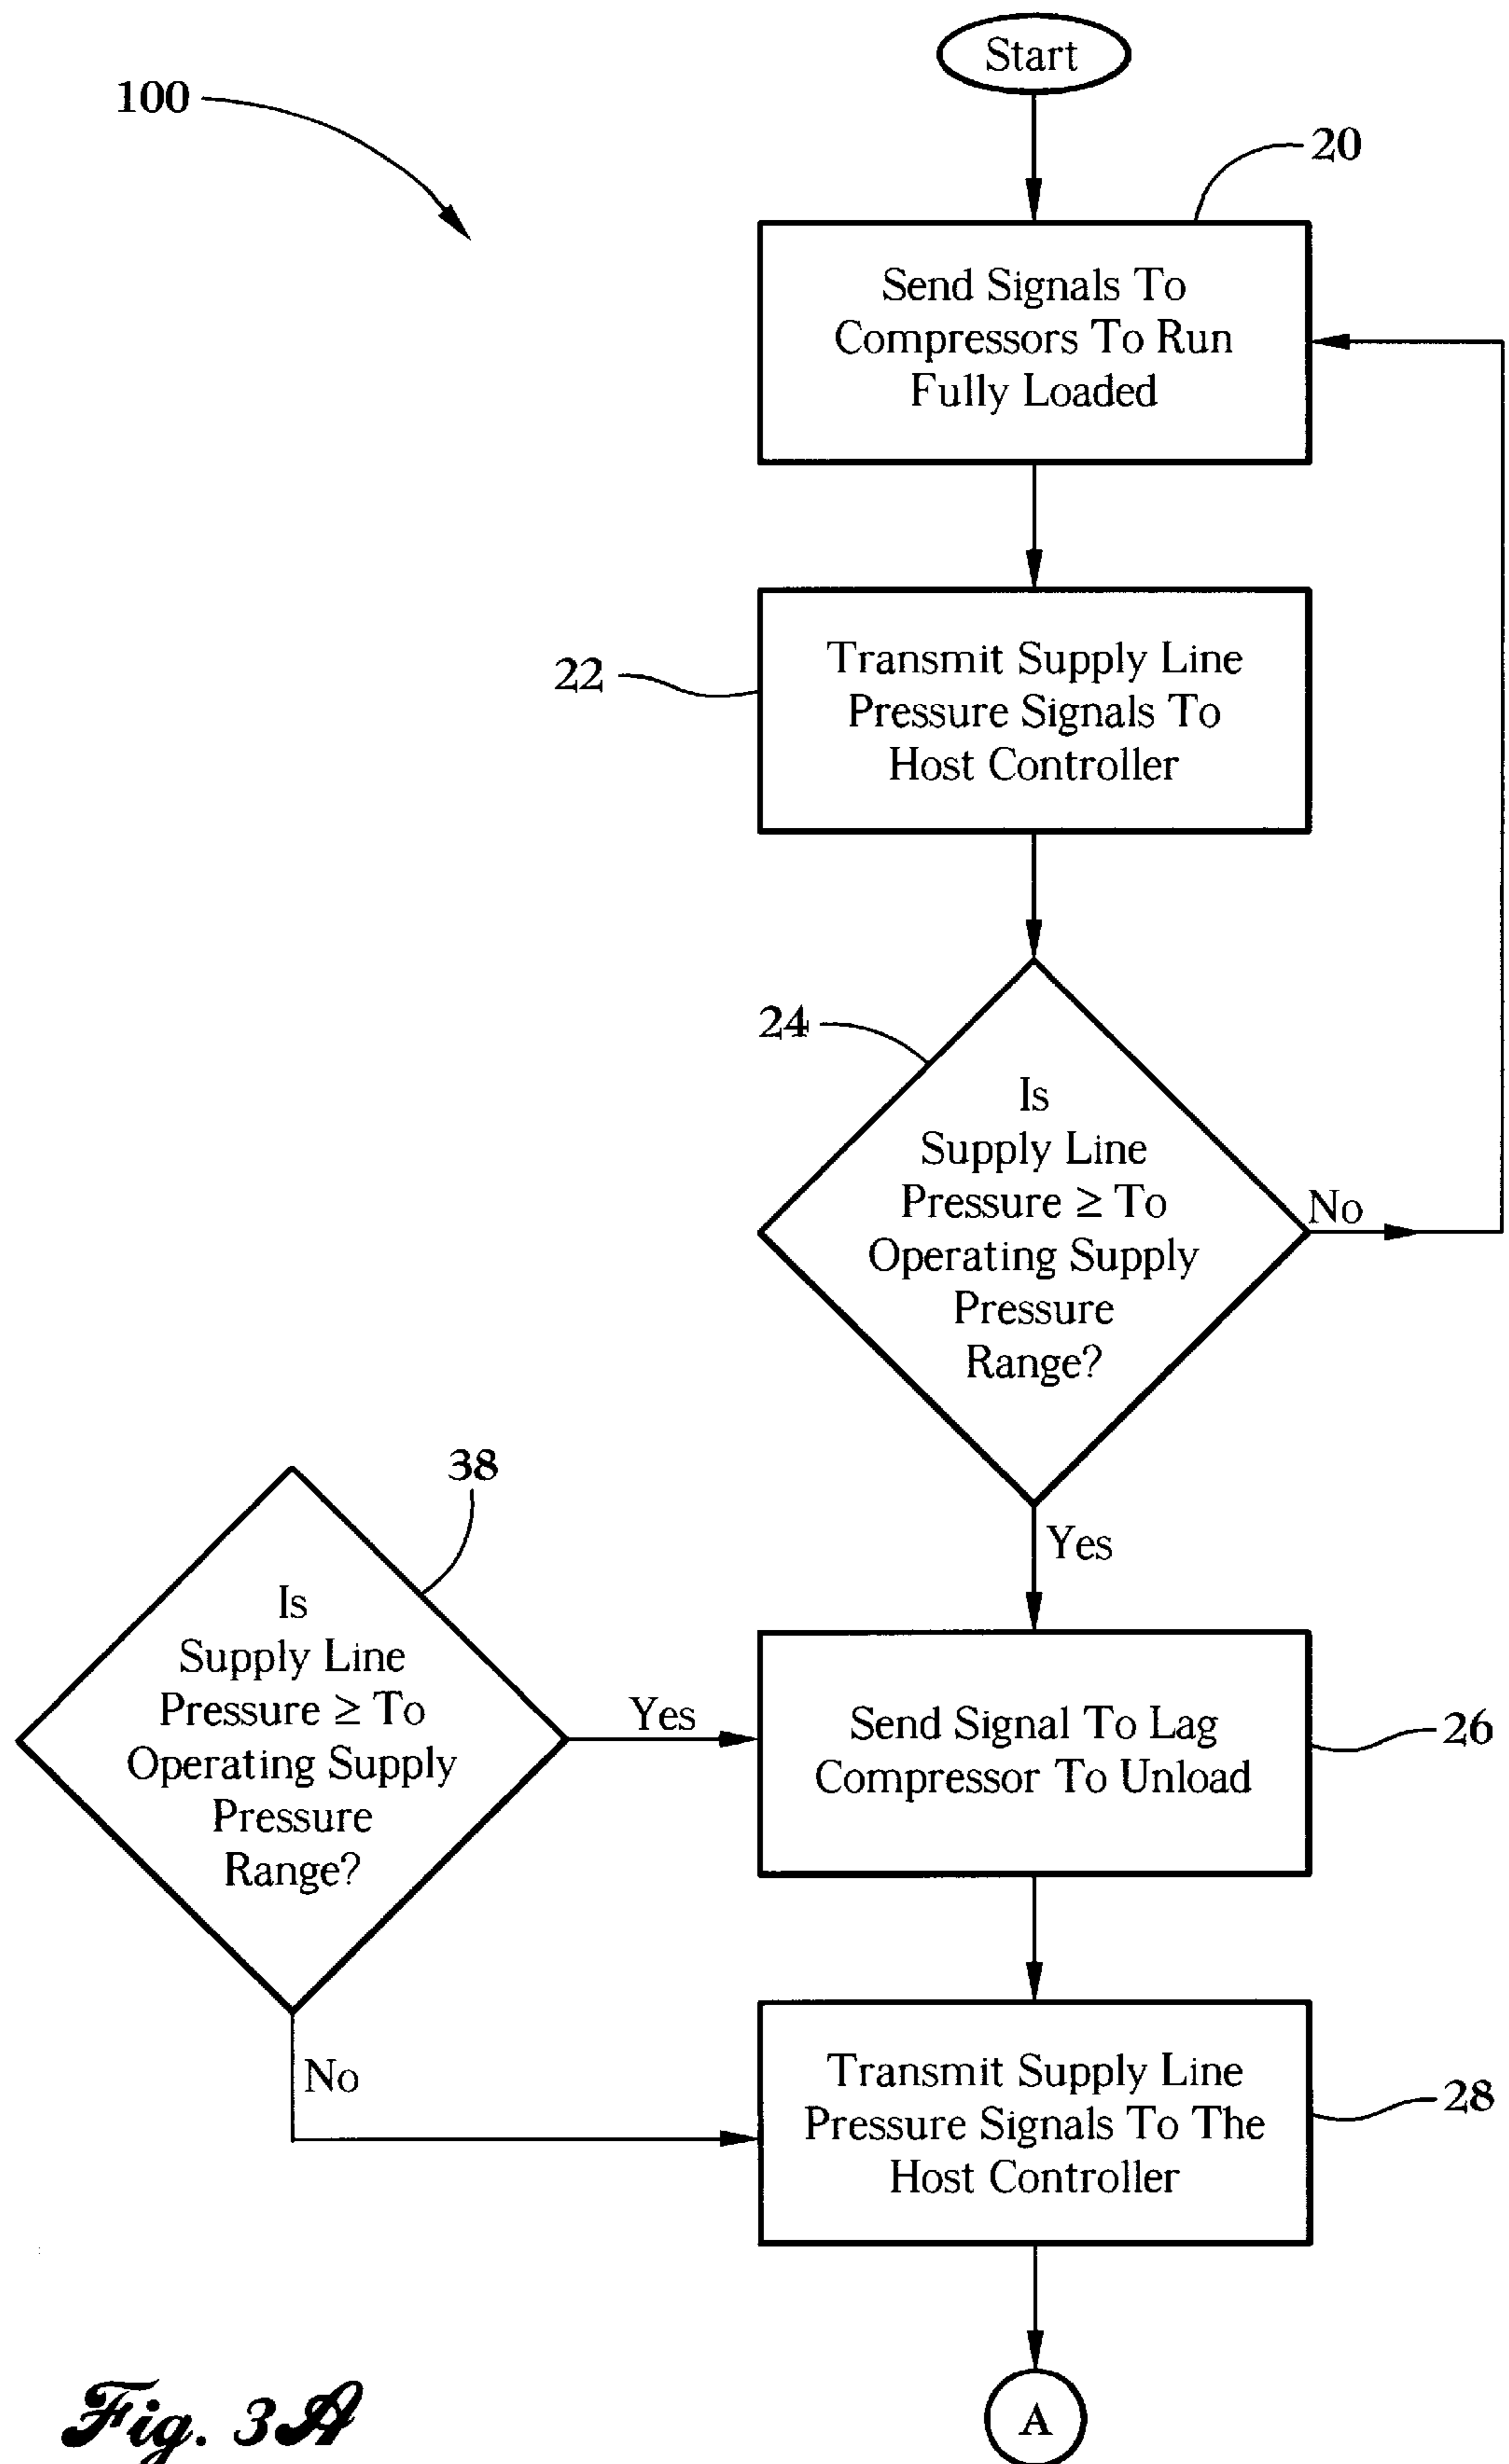 Start
100
20
Send Signals To
Compressors To Run
Fully Loaded
22
Transmit Supply Line
Pressure Signals To
Host Controller
24
Is
Supply Line
Pressure ≥ To
Operating Supply
Pressure
Range?
No
Yes
38
Is
Supply Line
Pressure ≥ To
Operating Supply
Pressure
Range?
Yes
No
Send Signal To Lag
Compressor To Unload
26
Transmit Supply Line
Pressure Signals To The
Host Controller
28
A
Fig. 3A